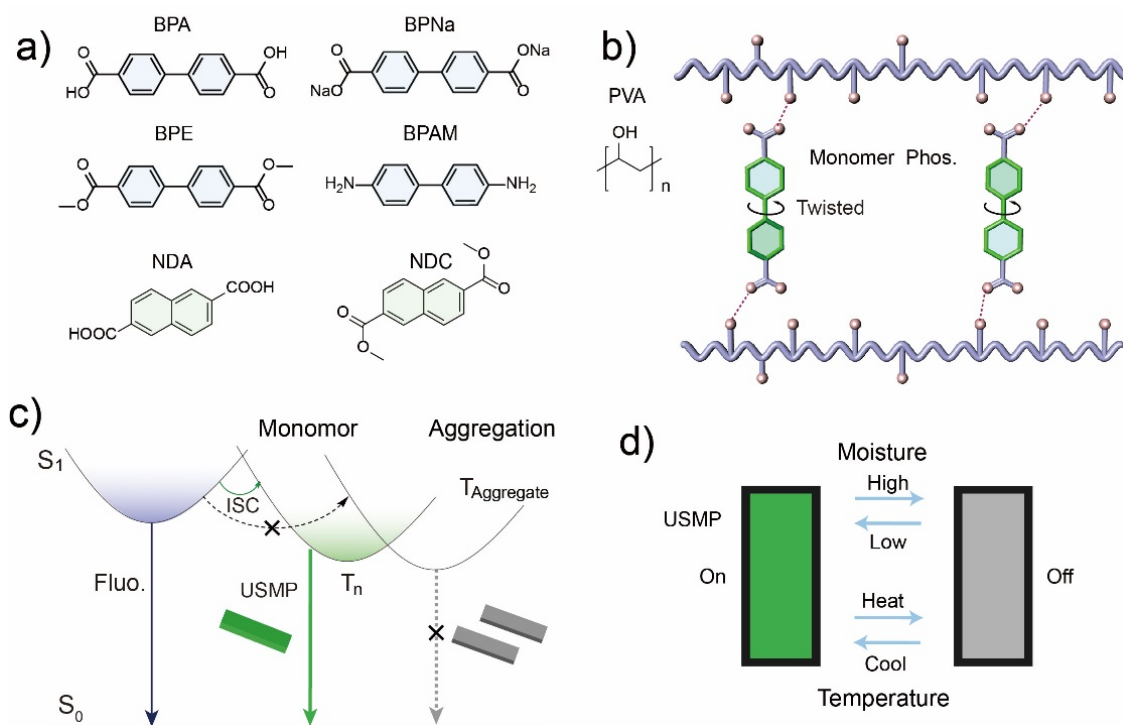 a)
BPA
O
OH
HO
O
BPNa
O
ONa
NaO
O
BPE
O
O
O
O
BPAM
H₂N
NH₂
NDA
COOH
HOOC
NDC
O
O
O
O
b)
PVA
OH
n
Monomer Phos.
Twisted
c)
Monomor
Aggregation
S₁
ISC
T_Aggregate
Fluo.
USMP
Tₙ
S₀
d)
Moisture
High
USMP
Low
On
Off
Heat
Cool
Temperature